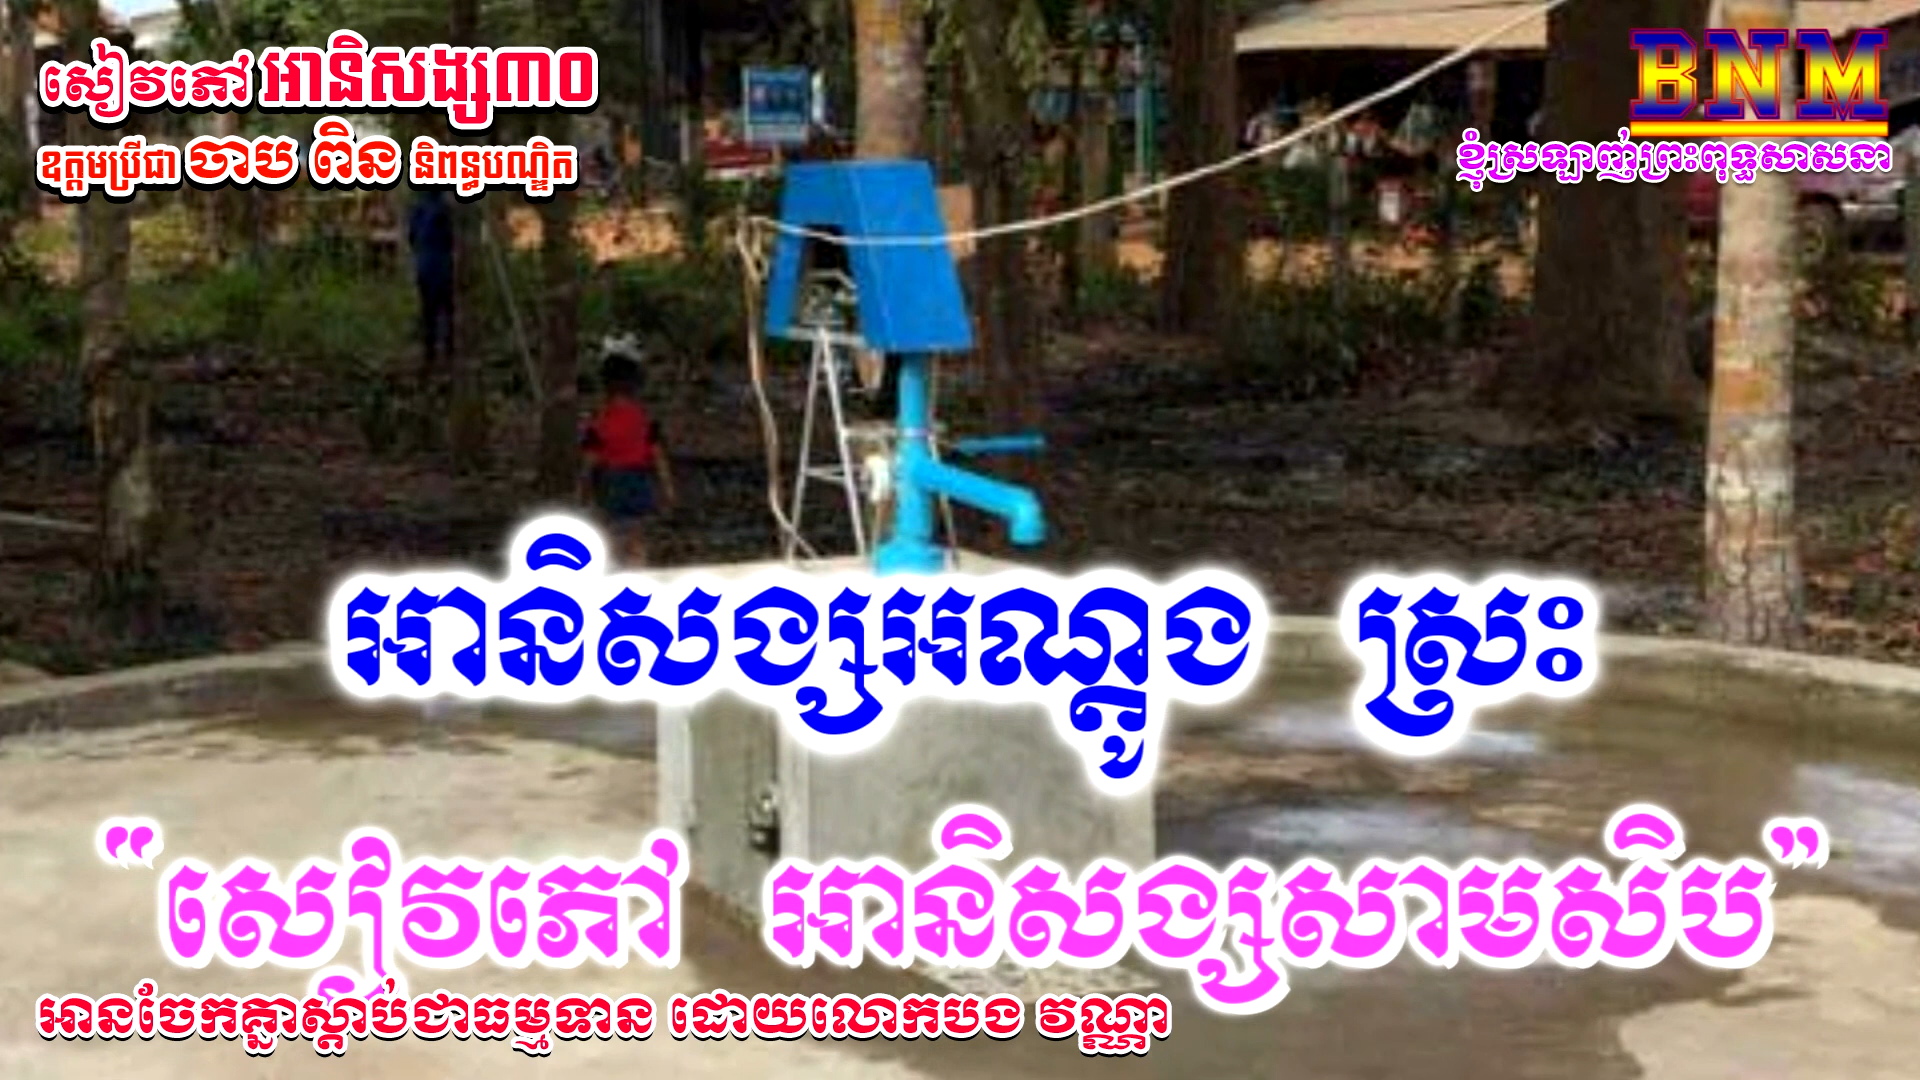 សៀវភៅ អានិសង្ស៣០
ឧត្តមប្រីជា ចាប ពិន និពន្ធបណ្ឌិត
BNM
ខ្ញុំស្រឡាញ់ព្រះពុទ្ធសាសនា
អានិសង្សអណ្តូង ស្រះ
“សៀវភៅ អានិសង្សសាមសិប”
អានចែកគ្នាស្តាប់ជាធម្មទាន ដោយលោកបង វណ្ណា